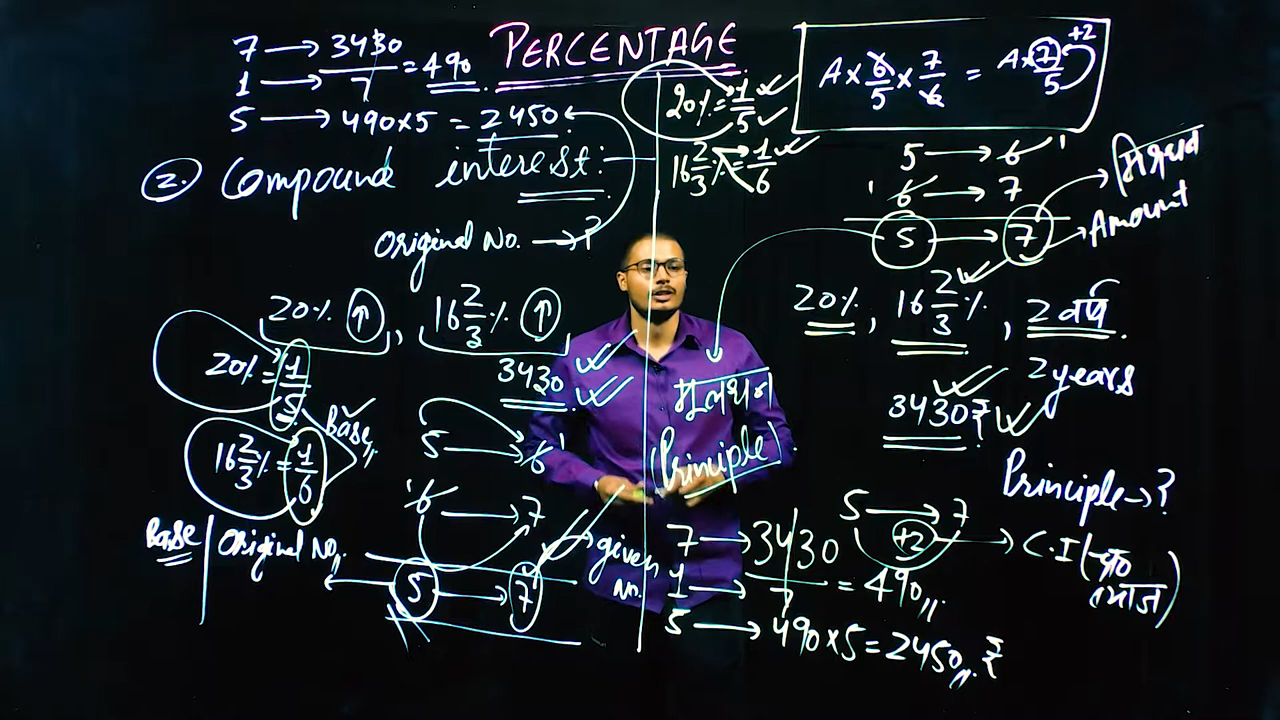 PERCENTAGE
7 → 3430/7 = 490
1 →
5 → 490×5 = 2450
2. Compound interest:
Original No. → ?
20% ↑, 16 2/3 % ↑
3430
20% = 1/5
16 2/3 % = 1/6
Base
5 → 6
6 → 7
5 → 7
Base | Original No.
given No.
20% = 1/5
16 2/3 % = 1/6
A × 6/5 × 7/6 = A × 7/5 +2
5 → 6
6 → 7
5 → 7
मिश्रधन
Amount
20%, 16 2/3 %, 2 वर्ष
2 years
3430 ₹
मूलधन
(Principle)
Principle → ?
5 → 7
+2 → C.I (च० ब्याज)
7 → 3430/7 = 490
1 →
5 → 490×5 = 2450 ₹